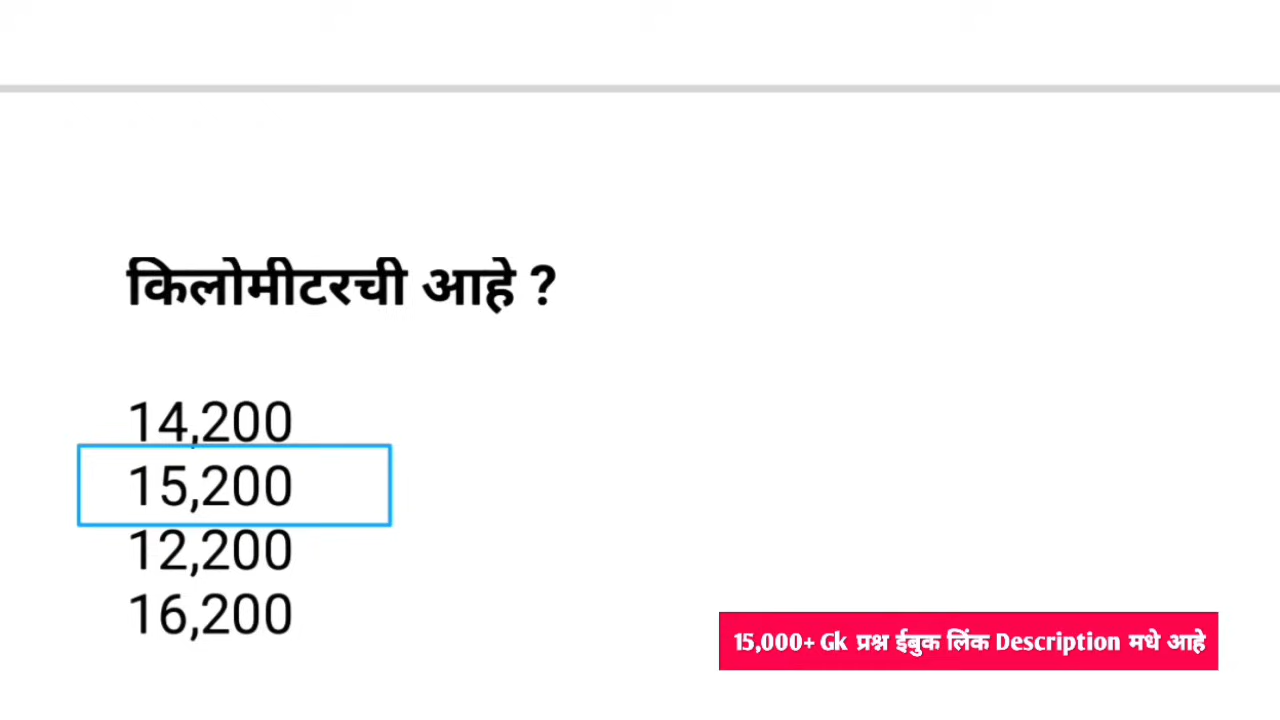 किलोमीटरची आहे ?
14,200
15,200
12,200
16,200
15,000+ Gk प्रश्न ईबुक लिंक Description मधे आहे